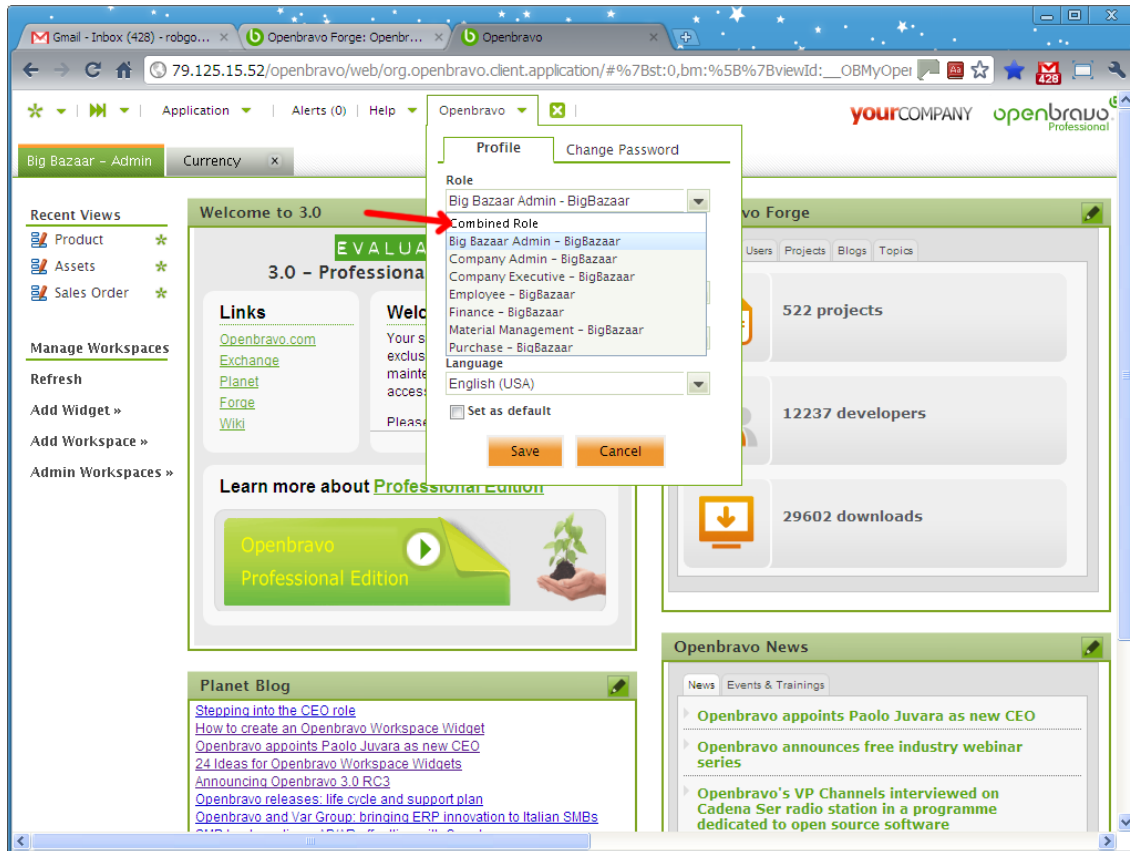 Gmail - Inbox (428) - robgo...
Openbravo Forge: Openbr...
Openbravo
79.125.15.52/openbravo/web/org.openbravo.client.application/#%7Bst:0,bm:%5B%7BviewId:__OBMyOper
428
Application
Alerts (0)
Help
Openbravo
yourCOMPANY
openbravo
Professional
Big Bazaar – Admin
Currency
Profile
Change Password
Role
Big Bazaar Admin - BigBazaar
Combined Role
Big Bazaar Admin – BigBazaar
Company Admin – BigBazaar
Company Executive – BigBazaar
Employee – BigBazaar
Finance – BigBazaar
Material Management – BigBazaar
Purchase – BigBazaar
Language
English (USA)
Set as default
Save
Cancel
Recent Views
Product
Assets
Sales Order
Manage Workspaces
Refresh
Add Widget »
Add Workspace »
Admin Workspaces »
Welcome to 3.0
EVALUA
3.0 – Professiona
Links
Openbravo.com
Exchange
Planet
Forge
Wiki
Welc
Your s
exclus
mainte
access
Please
Learn more about Professional Edition
Openbravo
Professional Edition
vo Forge
Users
Projects
Blogs
Topics
522 projects
12237 developers
29602 downloads
Planet Blog
Stepping into the CEO role
How to create an Openbravo Workspace Widget
Openbravo appoints Paolo Juvara as new CEO
24 Ideas for Openbravo Workspace Widgets
Announcing Openbravo 3.0 RC3
Openbravo releases: life cycle and support plan
Openbravo and Var Group: bringing ERP innovation to Italian SMBs
Openbravo News
News
Events & Trainings
Openbravo appoints Paolo Juvara as new CEO
Openbravo announces free industry webinar
series
Openbravo's VP Channels interviewed on
Cadena Ser radio station in a programme
dedicated to open source software